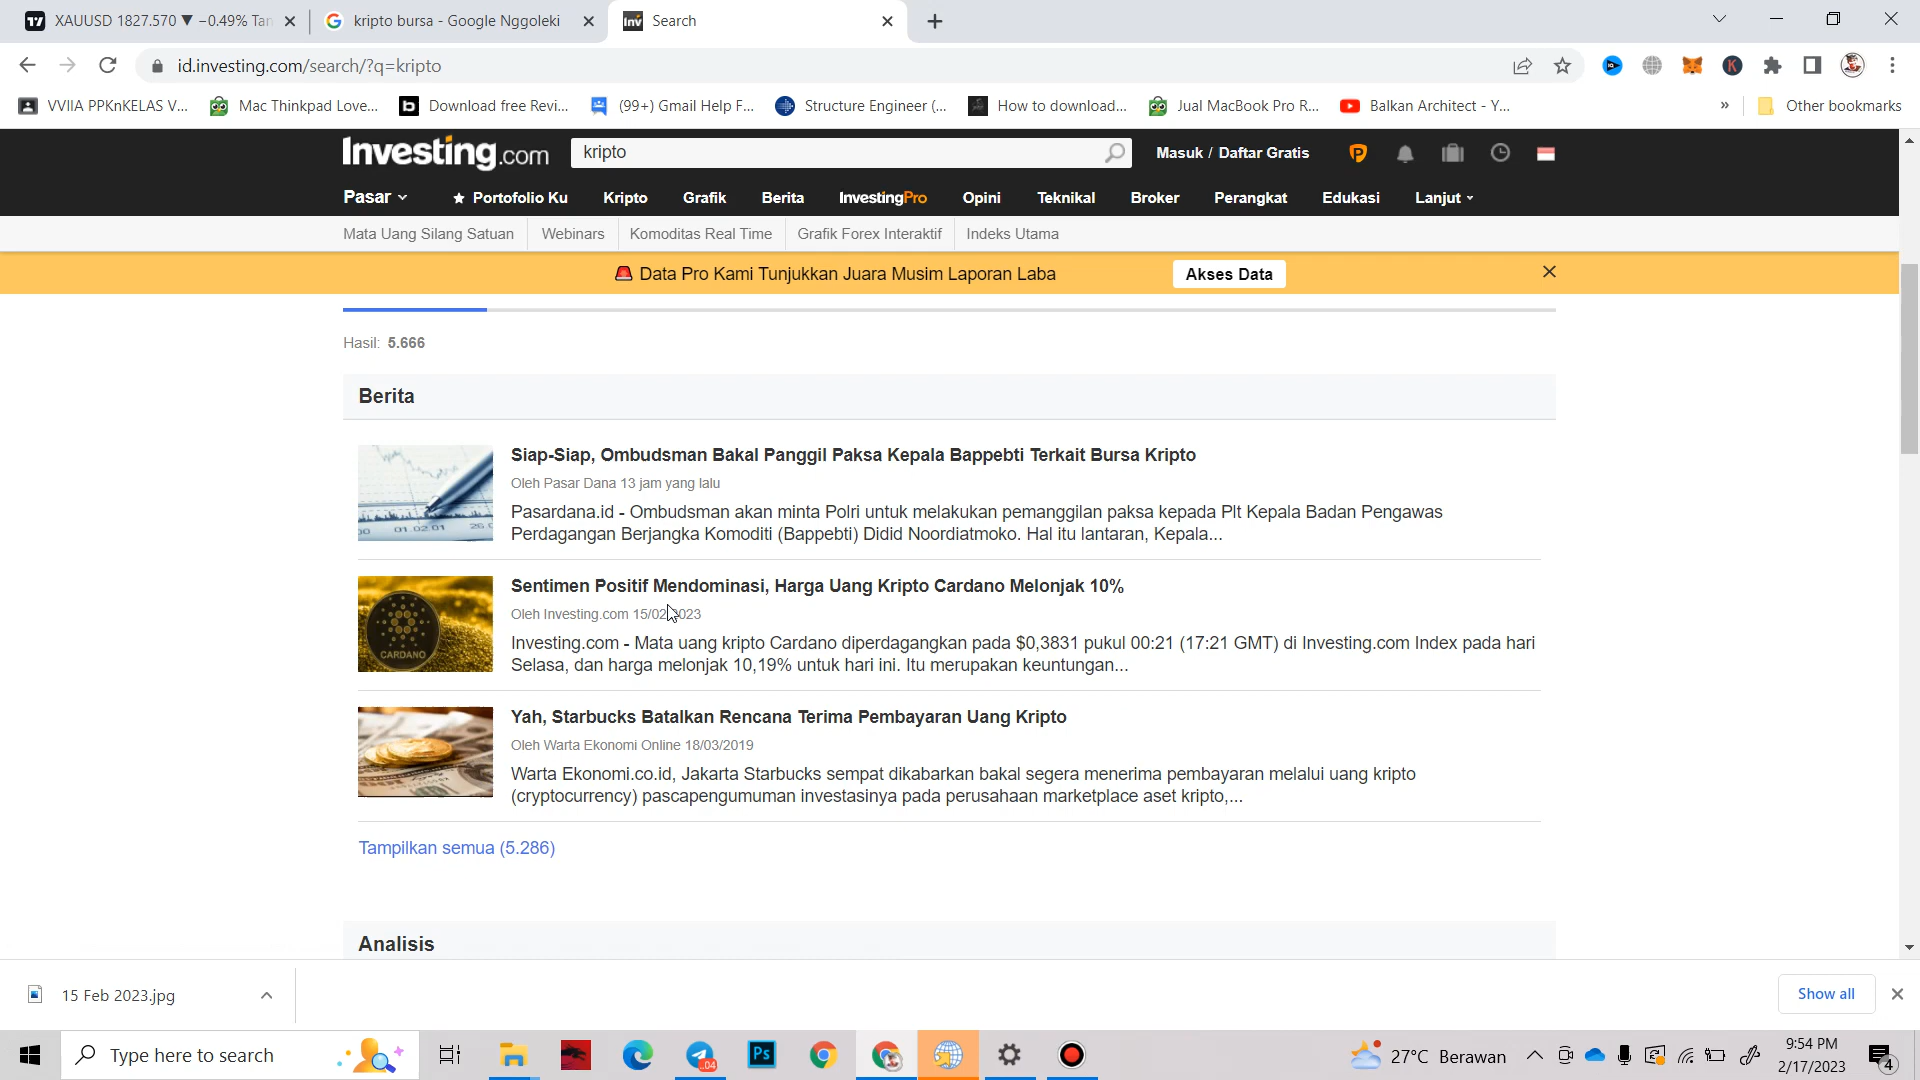 XAUUSD 1827.570 ▼ −0.49% Tan
kripto bursa - Google Nggoleki
Inv
Search
id.investing.com/search/?q=kripto
VVIIA PPKnKELAS V...
Mac Thinkpad Love...
Download free Revi...
(99+) Gmail Help F...
Structure Engineer (...
How to download...
Jual MacBook Pro R...
Balkan Architect - Y...
»
Other bookmarks
Investing.com
kripto
Masuk / Daftar Gratis
Pasar
Portofolio Ku
Kripto
Grafik
Berita
InvestingPro
Opini
Teknikal
Broker
Perangkat
Edukasi
Lanjut
Mata Uang Silang Satuan
Webinars
Komoditas Real Time
Grafik Forex Interaktif
Indeks Utama
Data Pro Kami Tunjukkan Juara Musim Laporan Laba
Akses Data
Hasil: 5.666
Berita
Siap-Siap, Ombudsman Bakal Panggil Paksa Kepala Bappebti Terkait Bursa Kripto
Oleh Pasar Dana 13 jam yang lalu
Pasardana.id - Ombudsman akan minta Polri untuk melakukan pemanggilan paksa kepada Plt Kepala Badan Pengawas
Perdagangan Berjangka Komoditi (Bappebti) Didid Noordiatmoko. Hal itu lantaran, Kepala...
Sentimen Positif Mendominasi, Harga Uang Kripto Cardano Melonjak 10%
Oleh Investing.com 15/02/2023
Investing.com - Mata uang kripto Cardano diperdagangkan pada $0,3831 pukul 00:21 (17:21 GMT) di Investing.com Index pada hari
Selasa, dan harga melonjak 10,19% untuk hari ini. Itu merupakan keuntungan...
CARDANO
Yah, Starbucks Batalkan Rencana Terima Pembayaran Uang Kripto
Oleh Warta Ekonomi Online 18/03/2019
Warta Ekonomi.co.id, Jakarta Starbucks sempat dikabarkan bakal segera menerima pembayaran melalui uang kripto
(cryptocurrency) pascapengumuman investasinya pada perusahaan marketplace aset kripto,...
Tampilkan semua (5.286)
Analisis
15 Feb 2023.jpg
Show all
Type here to search
Ps
27°C Berawan
9:54 PM
2/17/2023
4